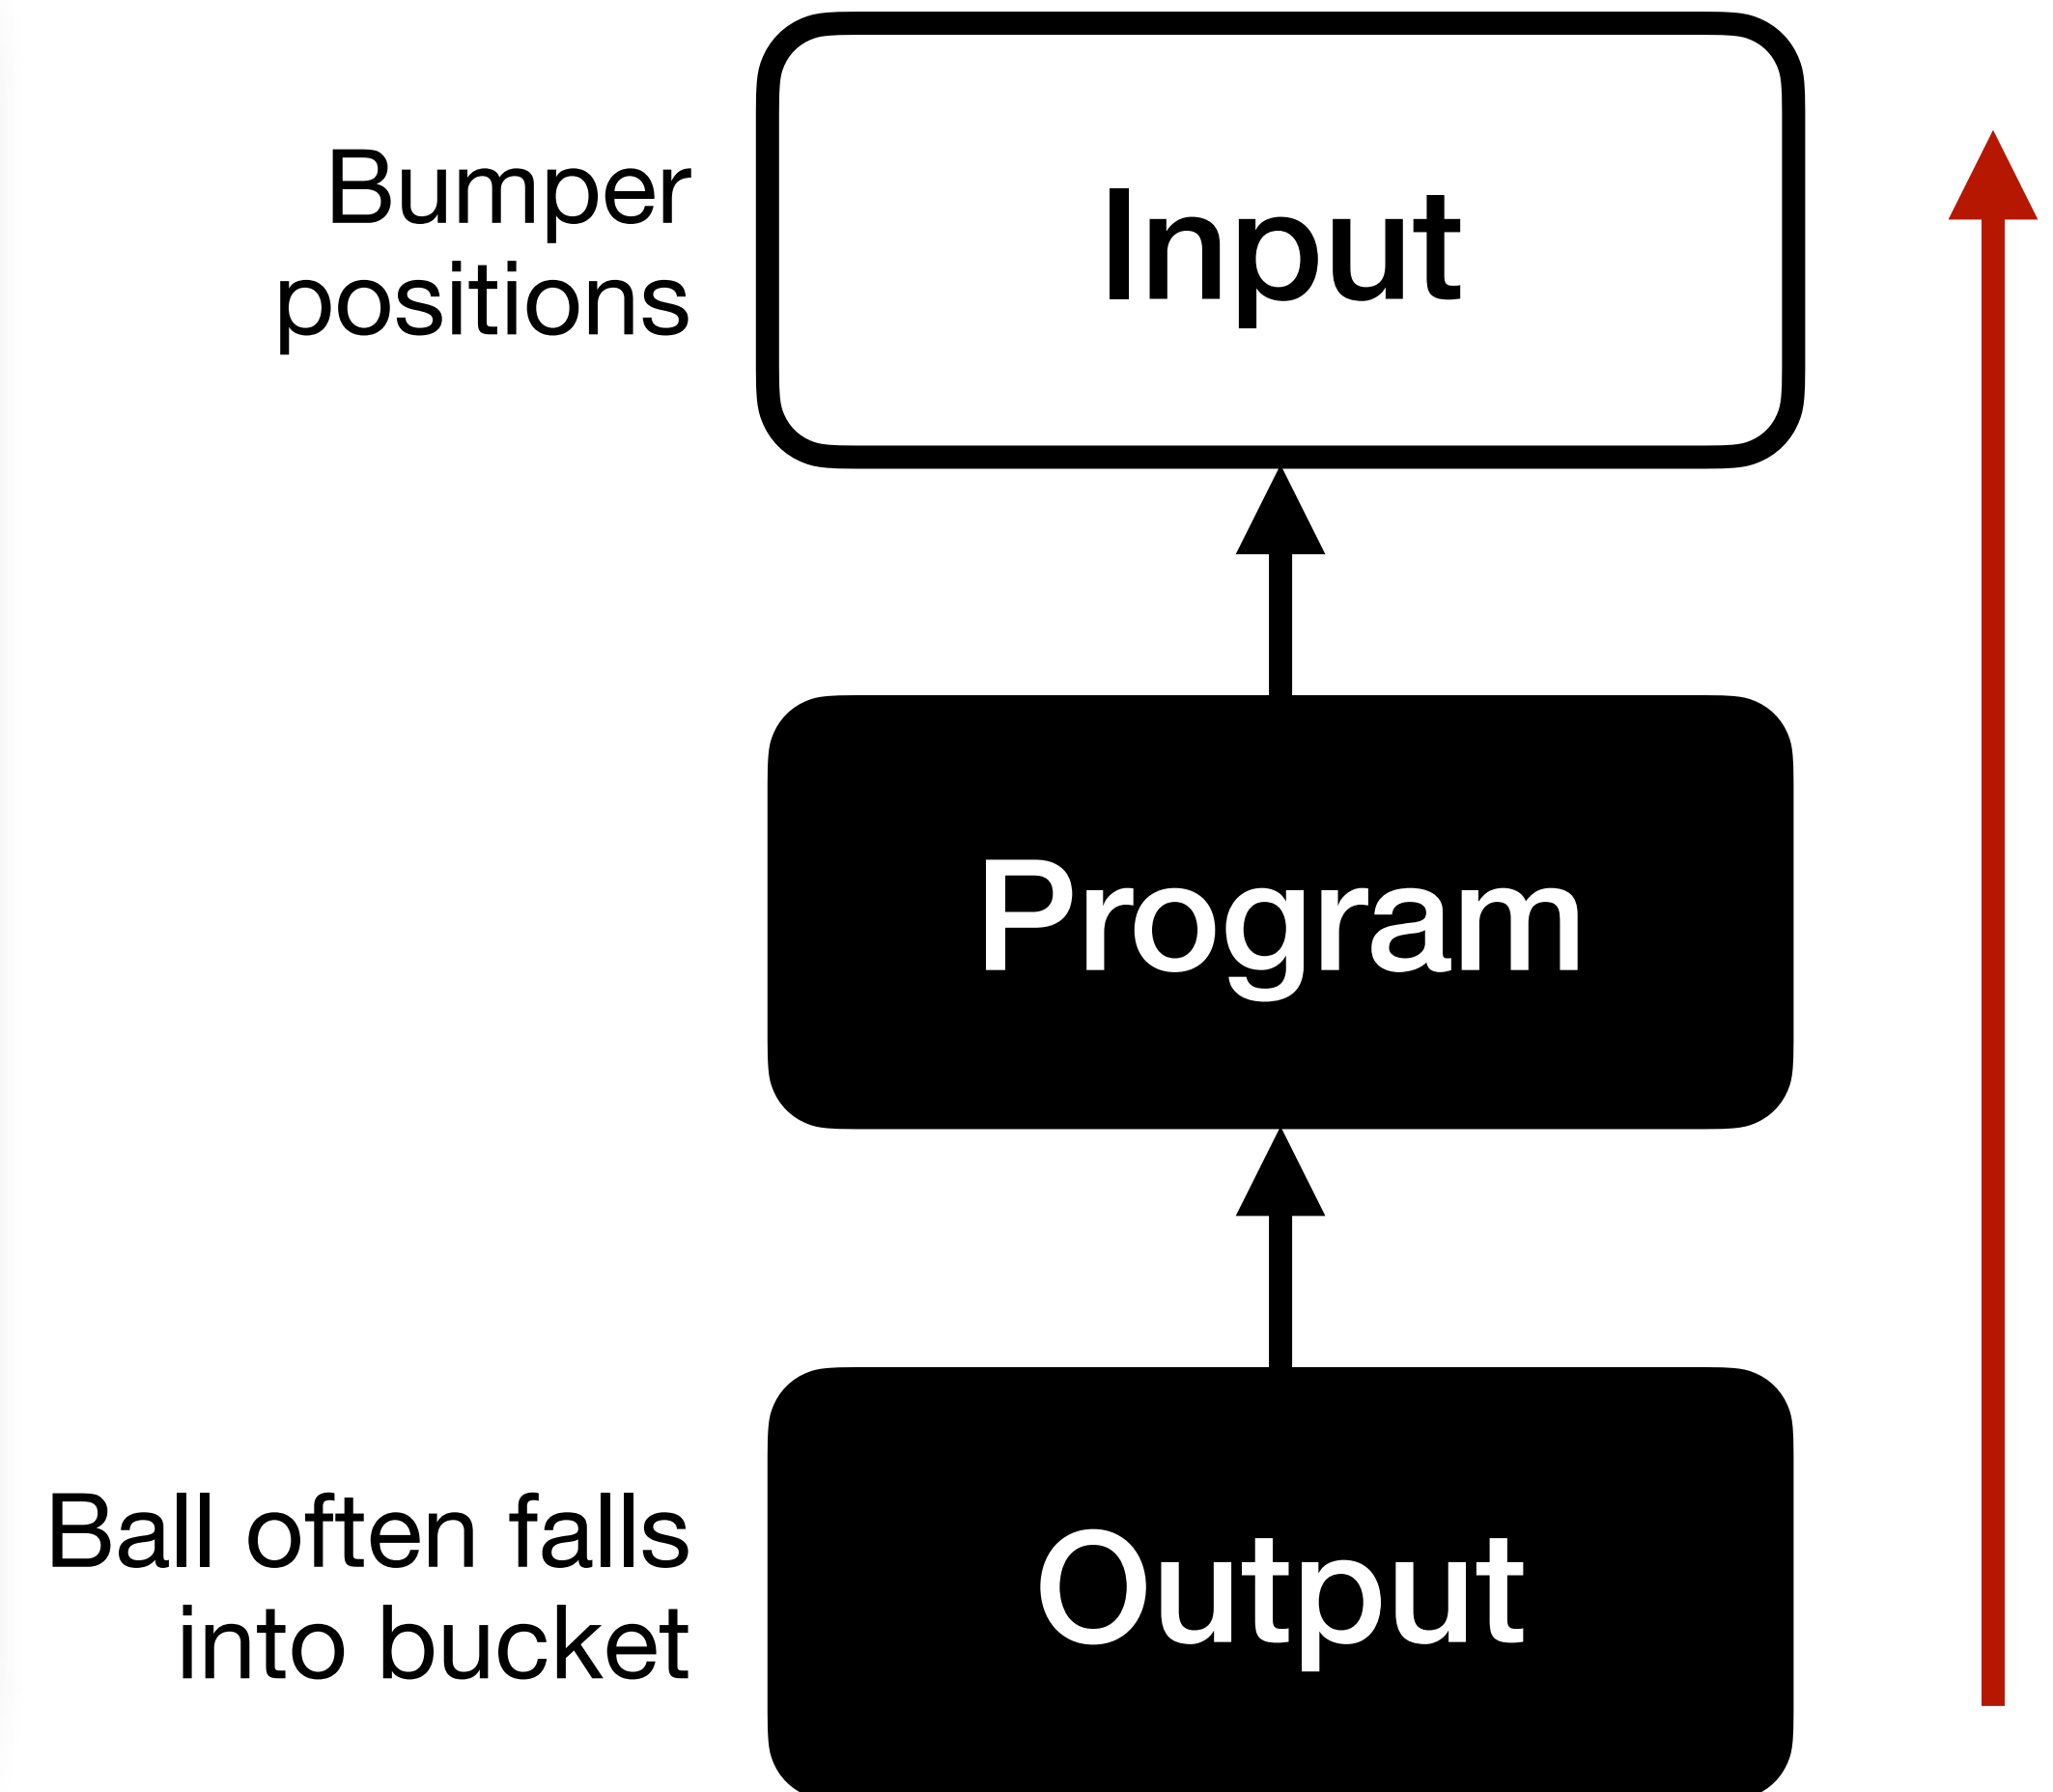 Bumper
positions
Input
Program
Ball often falls
into bucket
Output